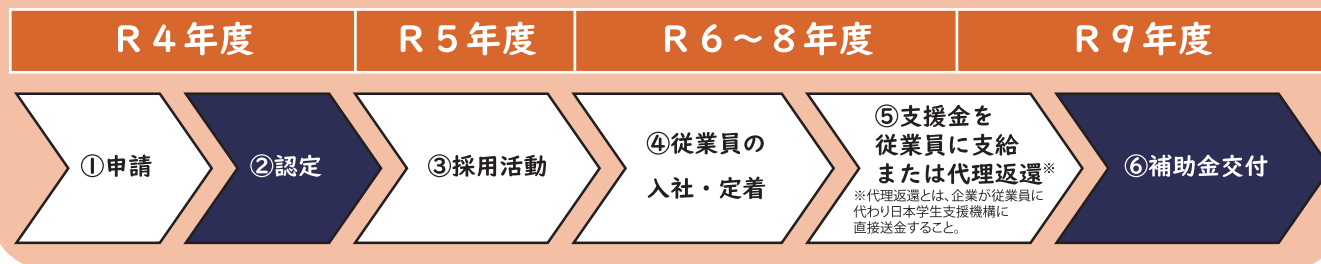 R4年度
R5年度
R6～8年度
R9年度
①申請
②認定
③採用活動
④従業員の
入社・定着
⑤支援金を
従業員に支給
または代理返還※
※代理返還とは、企業が従業員に
代わり日本学生支援機構に
直接送金すること。
⑥補助金交付